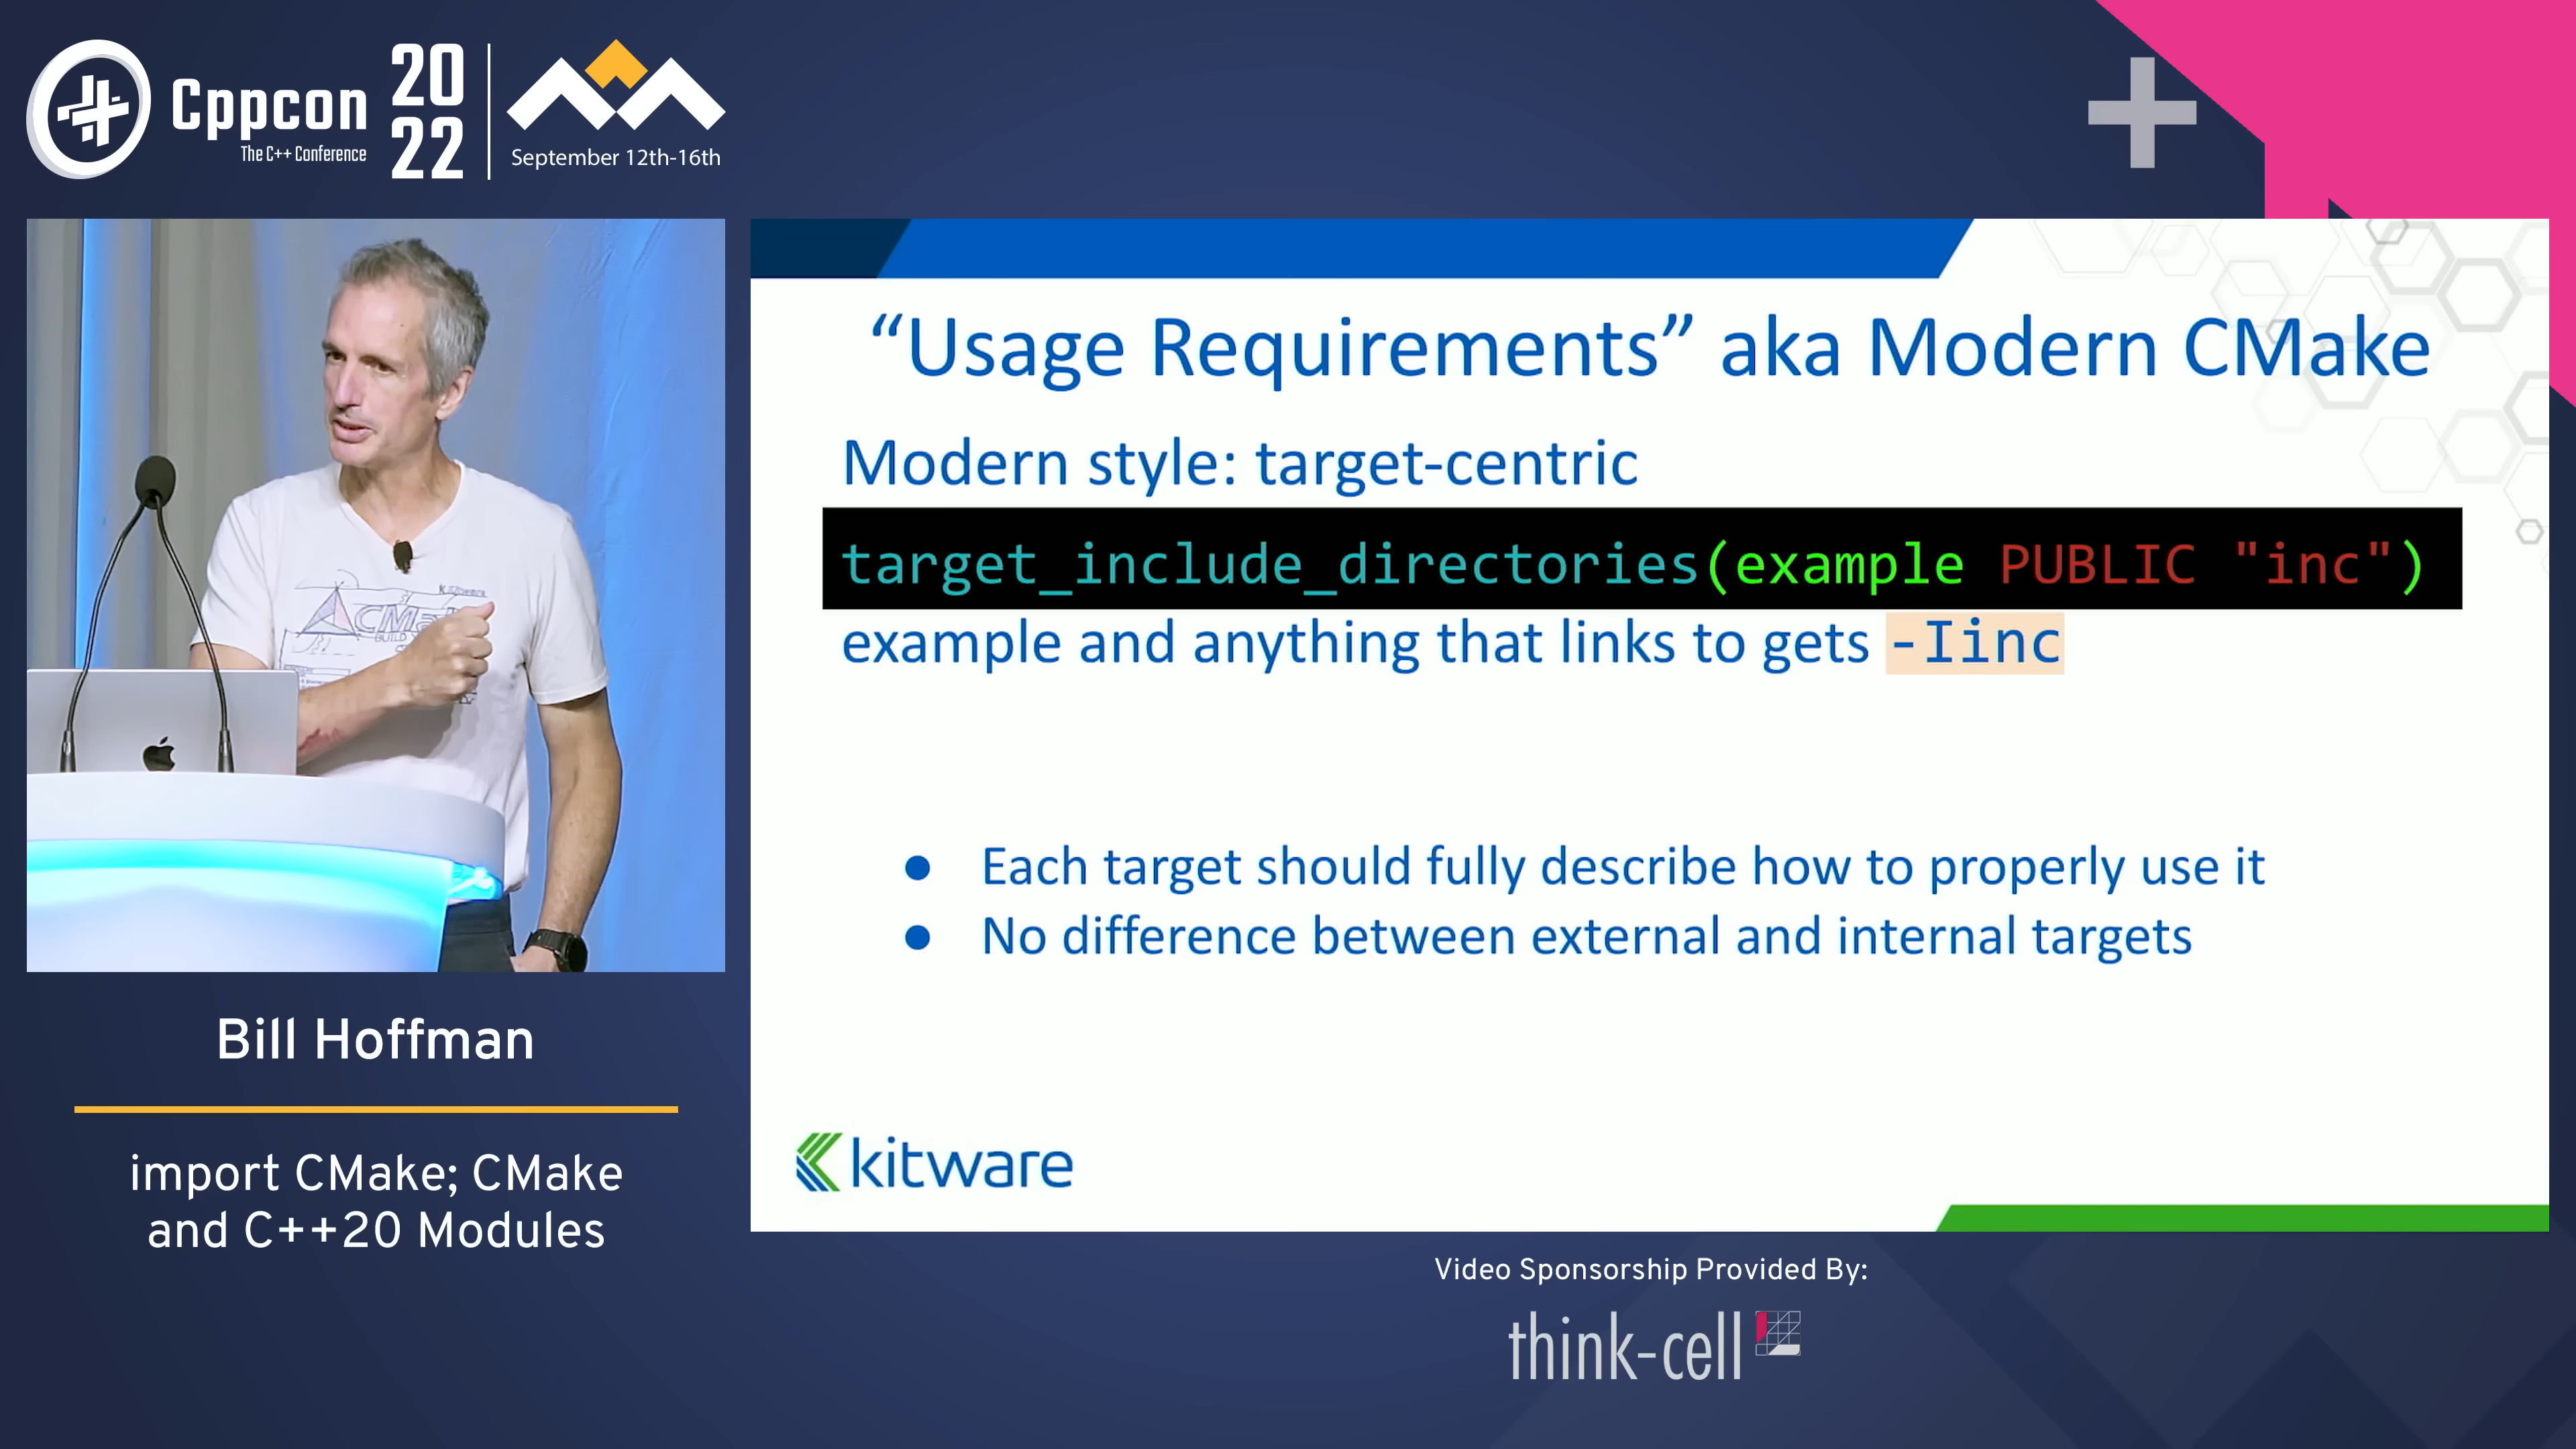 Cppcon
The C++ Conference
20
22
September 12th-16th
“Usage Requirements” aka Modern CMake
Modern style: target-centric
target_include_directories(example PUBLIC "inc")
example and anything that links to gets -Iinc
● Each target should fully describe how to properly use it
● No difference between external and internal targets
kitware
CMake
BUILD
Bill Hoffman
import CMake; CMake
and C++20 Modules
Video Sponsorship Provided By:
think-cell